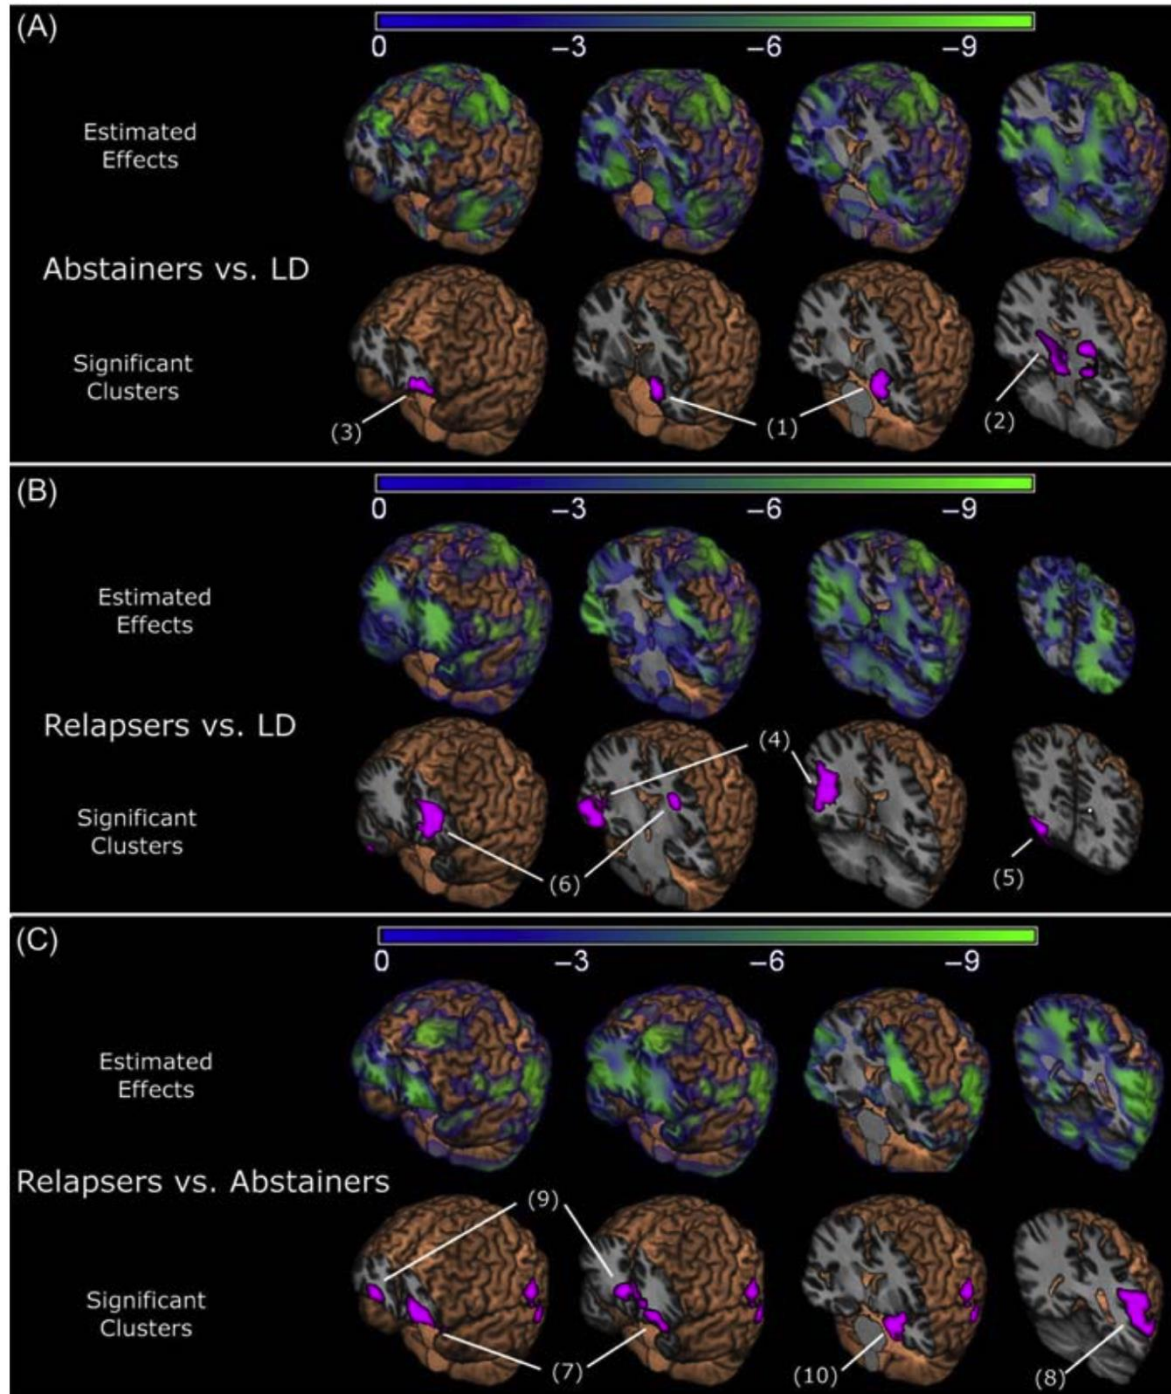 (A)
0 −3 −6 −9
Estimated
Effects
Abstainers vs. LD
Significant
Clusters
(3)
(1)
(2)
(B)
0 −3 −6 −9
Estimated
Effects
Relapsers vs. LD
(4)
Significant
Clusters
(6)
(5)
(C)
0 −3 −6 −9
Estimated
Effects
Relapsers vs. Abstainers
(9)
Significant
Clusters
(7)
(10)
(8)